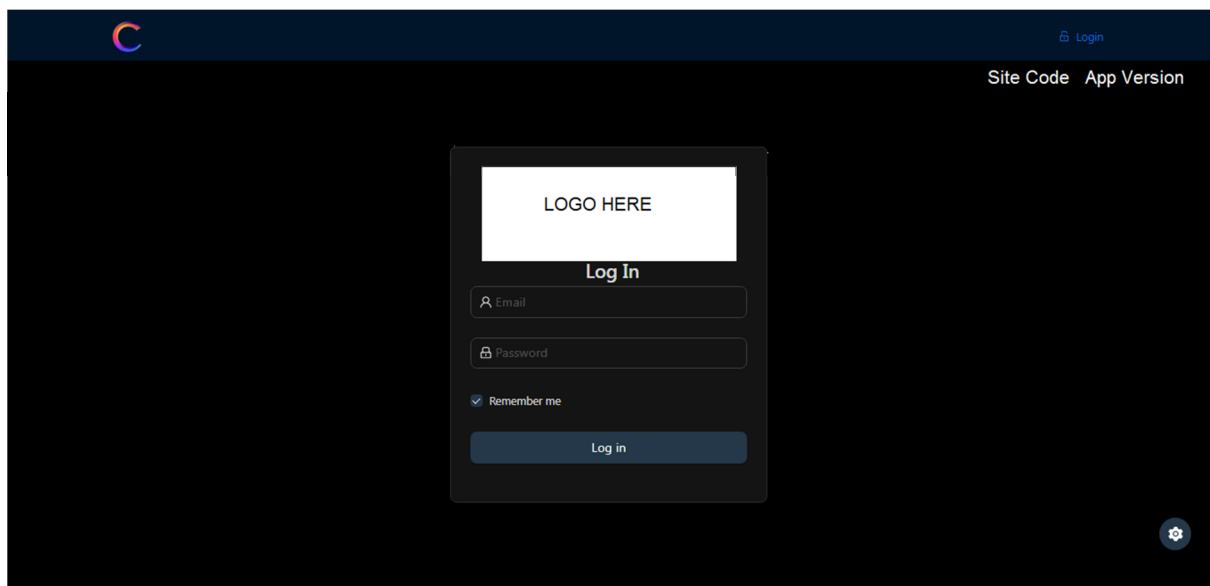 Login
Site Code App Version
LOGO HERE
Log In
Email
Password
Remember me
Log in